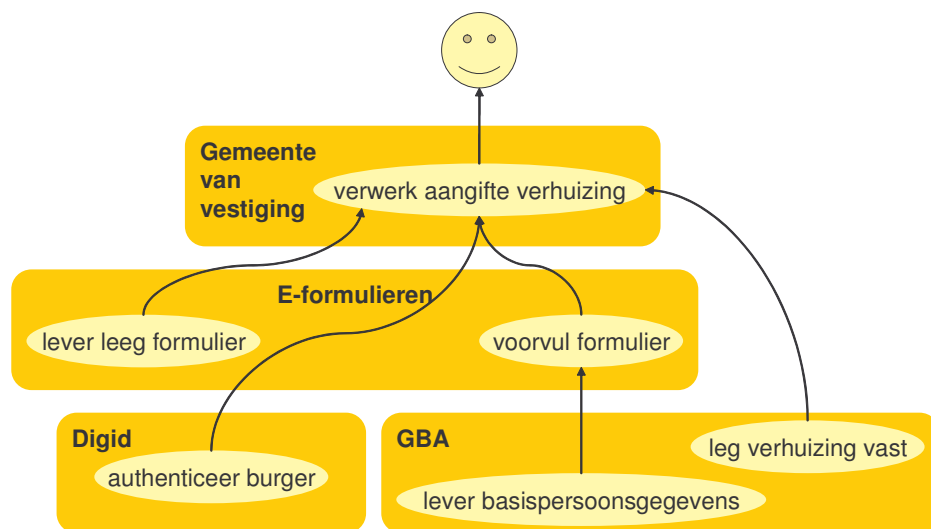 Gemeente
van
vestiging
verwerk aangifte verhuizing
E-formulieren
lever leeg formulier
voorvul formulier
Digid
authenticeer burger
GBA
leg verhuizing vast
lever basispersoonsgegevens